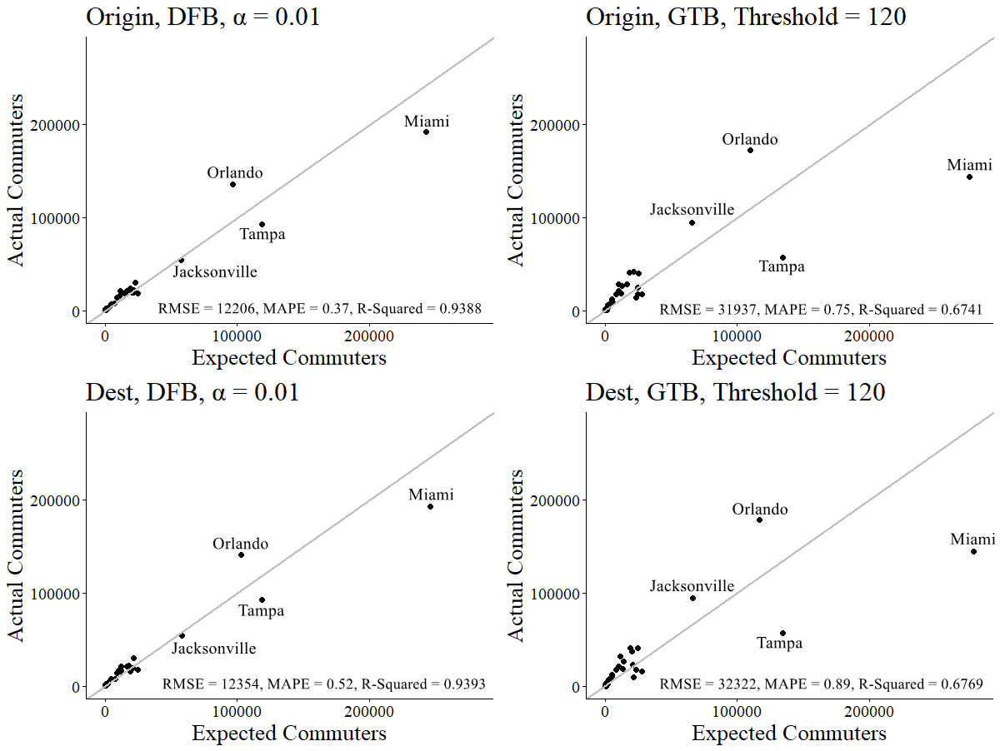 Origin, DFB, α = 0.01
Actual Commuters
200000
100000
0
Miami
Orlando
Tampa
Jacksonville
RMSE = 12206, MAPE = 0.37, R-Squared = 0.9388
0 100000 200000
Expected Commuters
Origin, GTB, Threshold = 120
Actual Commuters
200000
100000
0
Orlando
Miami
Jacksonville
Tampa
RMSE = 31937, MAPE = 0.75, R-Squared = 0.6741
0 100000 200000
Expected Commuters
Dest, DFB, α = 0.01
Actual Commuters
200000
100000
0
Miami
Orlando
Tampa
Jacksonville
RMSE = 12354, MAPE = 0.52, R-Squared = 0.9393
0 100000 200000
Expected Commuters
Dest, GTB, Threshold = 120
Actual Commuters
200000
100000
0
Orlando
Miami
Jacksonville
Tampa
RMSE = 32322, MAPE = 0.89, R-Squared = 0.6769
0 100000 200000
Expected Commuters